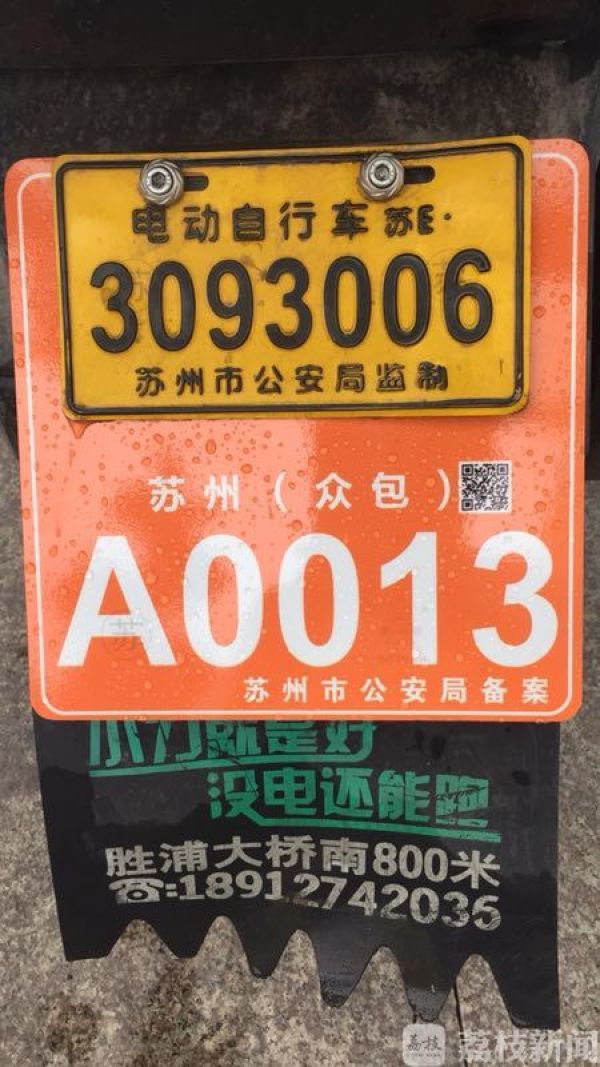 电动自行车 苏E·
3093006
苏州市公安局监制
苏州（众包）
A0013
苏州市公安局备案
小刀就是好
没电还能跑
胜浦大桥南800米
☎:18912742036
荔枝新闻